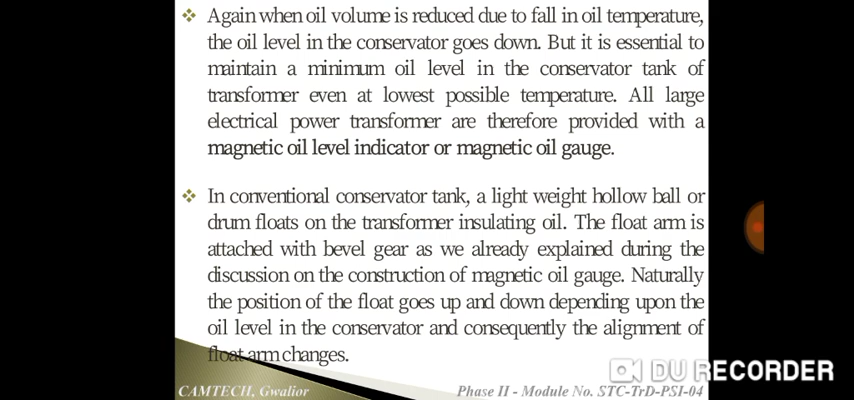 Again when oil volume is reduced due to fall in oil temperature,
the oil level in the conservator goes down. But it is essential to
maintain a minimum oil level in the conservator tank of
transformer even at lowest possible temperature. All large
electrical power transformer are therefore provided with a
magnetic oil level indicator or magnetic oil gauge.
In conventional conservator tank, a light weight hollow ball or
drum floats on the transformer insulating oil. The float arm is
attached with bevel gear as we already explained during the
discussion on the construction of magnetic oil gauge. Naturally
the position of the float goes up and down depending upon the
oil level in the conservator and consequently the alignment of
float arm changes.
DU RECORDER
CAMTECH, Gwalior
Phase II - Module No. STC-TrD-PSI-04